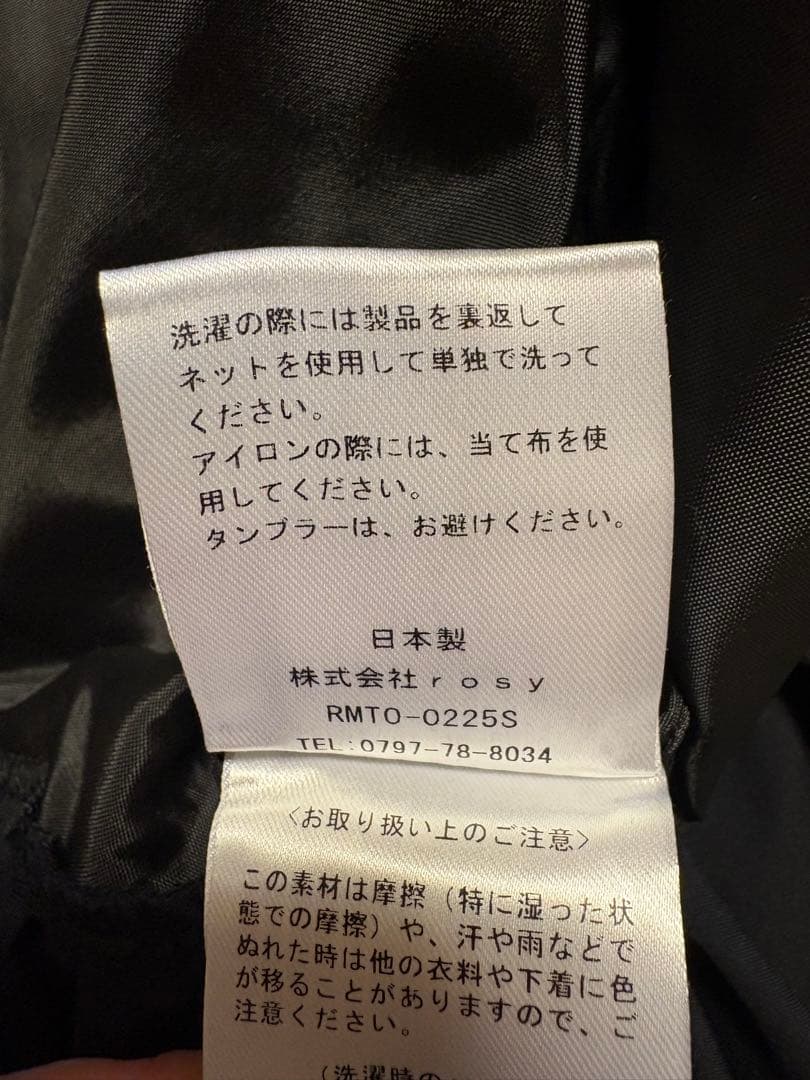 洗濯の際には製品を裏返して
ネットを使用して単独で洗って
ください。
アイロンの際には、当て布を使
用してください。
タンブラーは、お避けください。
日本製
株式会社ｒｏｓｙ
RMTO-0225S
TEL:0797-78-8034
〈お取り扱い上のご注意〉
この素材は摩擦（特に湿った状
態での摩擦）や、汗や雨などで
ぬれた時は他の衣料や下着に色
が移ることがありますので、ご
注意ください。
（洗濯時の